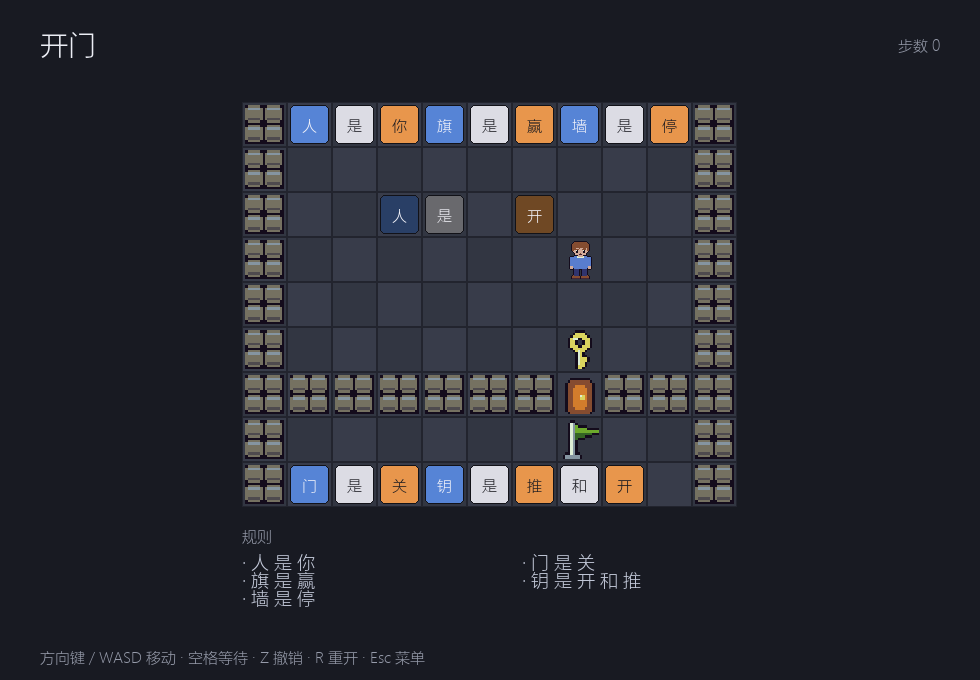 开门
步数 0
人 是 你 旗 是 赢 墙 是 停
人 是 开
门 是 关 钥 是 推 和 开
规则
· 人 是 你
· 旗 是 赢
· 墙 是 停
· 门 是 关
· 钥 是 开 和 推
方向键 / WASD 移动 · 空格等待 · Z 撤销 · R 重开 · Esc 菜单